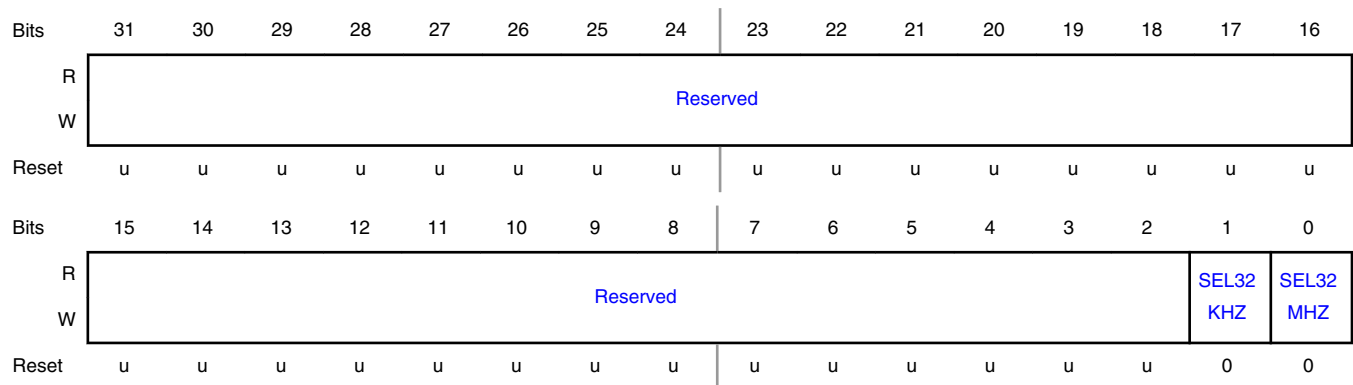 Bits 31 30 29 28 27 26 25 24 23 22 21 20 19 18 17 16
R
Reserved
W
Reset u u u u u u u u u u u u u u u u
Bits 15 14 13 12 11 10 9 8 7 6 5 4 3 2 1 0
R
Reserved SEL32 SEL32
W KHZ MHZ
Reset u u u u u u u u u u u u u u 0 0